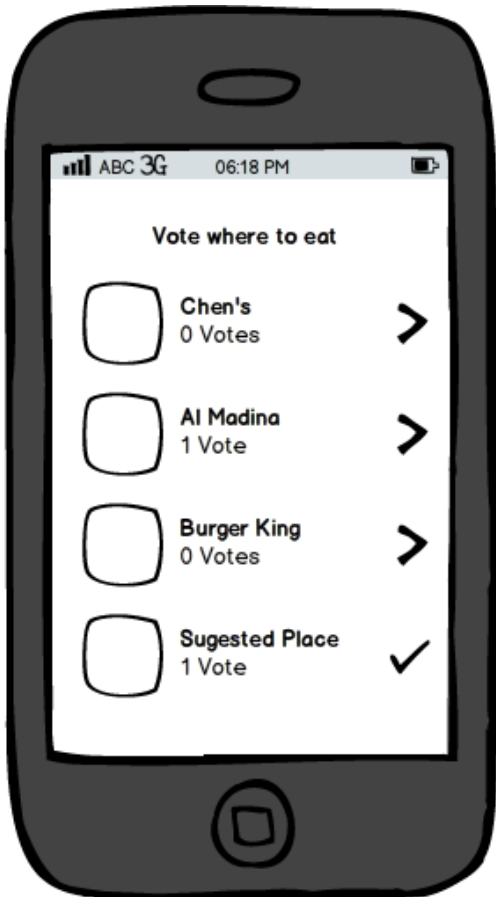 ABC 3G 06:18 PM
Vote where to eat
Chen's
0 Votes
Al Madina
1 Vote
Burger King
0 Votes
Sugested Place
1 Vote